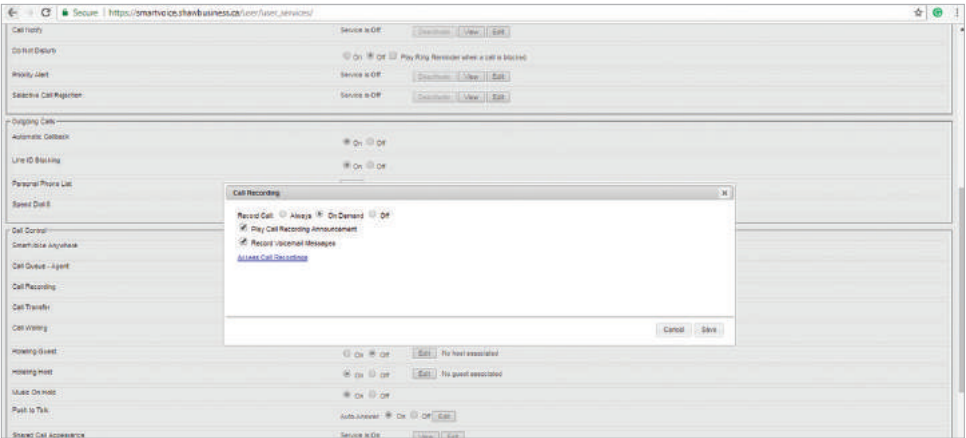 Secure https://smartvoice.shawbusiness.ca/user/user_services/
Call Notify Service is Off Deactivate View Edit
Do Not Disturb On Off Play Ring Reminder when a call is blocked
Priority Alert Service is Off Deactivate View Edit
Selective Call Rejection Service is Off Deactivate View Edit
Outgoing Calls
Automatic Callback On Off
Line ID Blocking On Off
Personal Phone List
Speed Dial 8
Call Recording x
Record Call: Always On Demand Off
Play Call Recording Announcement
Record Voicemail Messages
Access Call Recordings
Cancel Save
Call Control
SmartVoice Anywhere
Call Queue - Agent
Call Recording
Call Transfer
Call Waiting
Hoteling Guest On Off Edit No host associated
Hoteling Host On Off Edit No guest associated
Music On Hold On Off
Push to Talk Auto Answer: On Off Edit
Shared Call Appearance Service is On View Edit